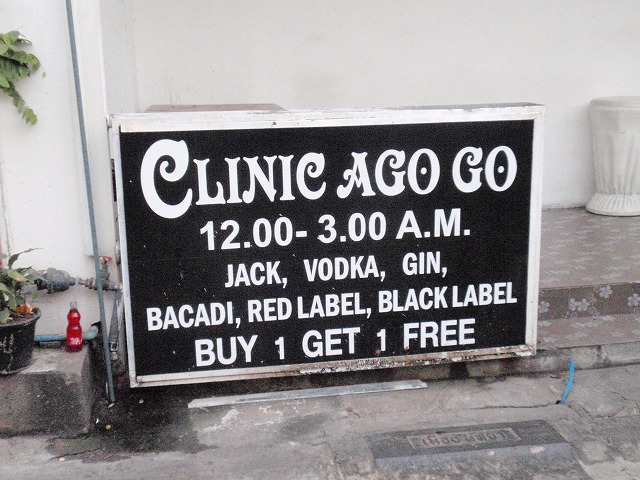 CLINIC AGO GO
12.00- 3.00 A.M.
JACK, VODKA, GIN,
BACADI, RED LABEL, BLACK LABEL
BUY 1 GET 1 FREE